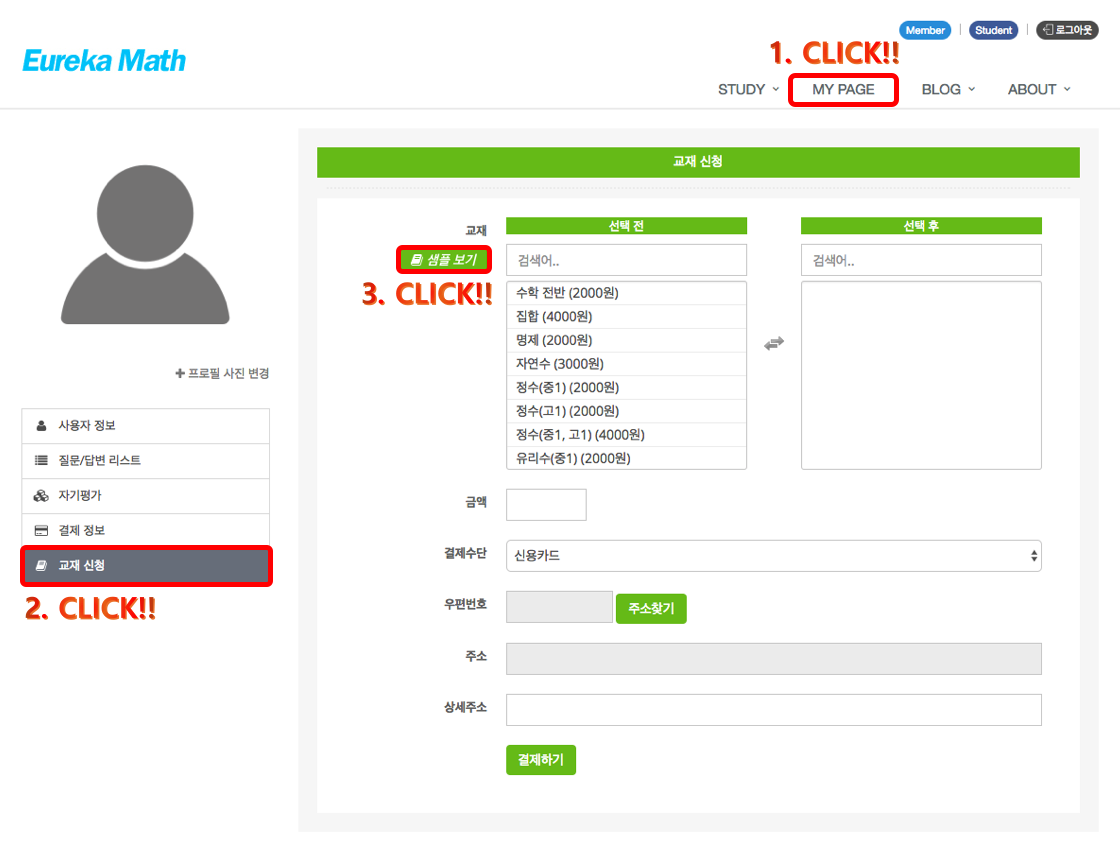 Member
Student
로그아웃
Eureka Math
1. CLICK!!
STUDY
MY PAGE
BLOG
ABOUT
프로필 사진 변경
사용자 정보
질문/답변 리스트
자기평가
결제 정보
교재 신청
2. CLICK!!
교재 신청
교재
샘플 보기
3. CLICK!!
선택 전
검색어..
수학 전반 (2000원)
집합 (4000원)
명제 (2000원)
자연수 (3000원)
정수(중1) (2000원)
정수(고1) (2000원)
정수(중1, 고1) (4000원)
유리수(중1) (2000원)
선택 후
검색어..
금액
결제수단
신용카드
우편번호
주소찾기
주소
상세주소
결제하기